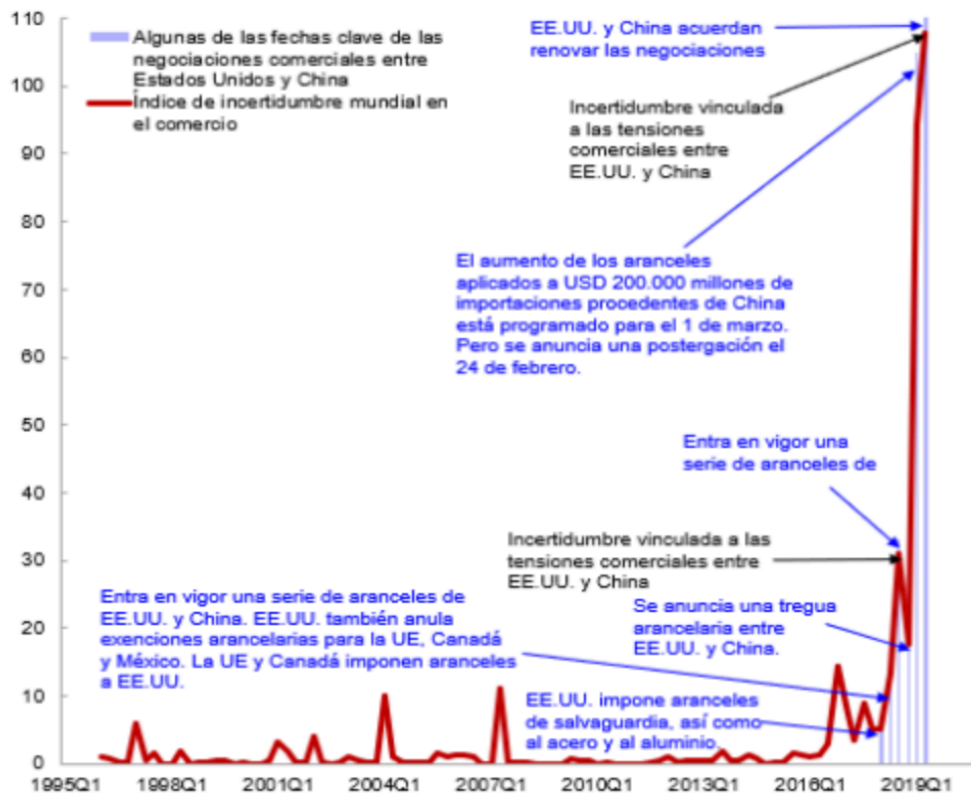 110
100
90
80
70
60
50
40
30
20
10
0
Algunas de las fechas clave de las
negociaciones comerciales entre
Estados Unidos y China
Índice de incertidumbre mundial en
el comercio
EE.UU. y China acuerdan
renovar las negociaciones
Incertidumbre vinculada
a las tensiones
comerciales entre
EE.UU. y China
El aumento de los aranceles
aplicados a USD 200.000 millones de
importaciones procedentes de China
está programado para el 1 de marzo.
Pero se anuncia una postergación el
24 de febrero.
Entra en vigor una
serie de aranceles de
Incertidumbre vinculada a las
tensiones comerciales entre
EE.UU. y China
Entra en vigor una serie de aranceles de
EE.UU. y China. EE.UU. también anula
exenciones arancelarias para la UE, Canadá
y México. La UE y Canadá imponen aranceles
a EE.UU.
Se anuncia una tregua
arancelaria entre
EE.UU. y China.
EE.UU. impone aranceles
de salvaguardia, así como
al acero y al aluminio.
1995Q1 1998Q1 2001Q1 2004Q1 2007Q1 2010Q1 2013Q1 2016Q1 2019Q1